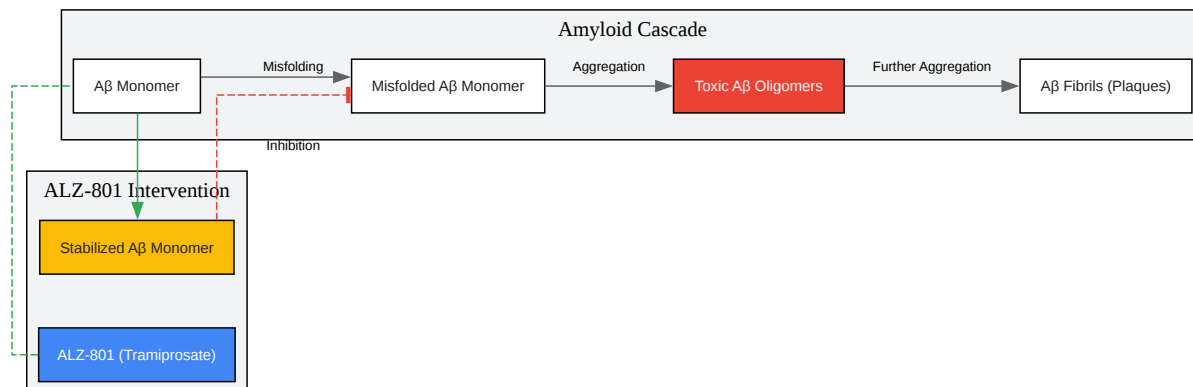 Amyloid Cascade
Aβ Monomer
Misfolding
Misfolded Aβ Monomer
Aggregation
Toxic Aβ Oligomers
Further Aggregation
Aβ Fibrils (Plaques)
Inhibition
ALZ-801 Intervention
Stabilized Aβ Monomer
ALZ-801 (Tramiprosate)